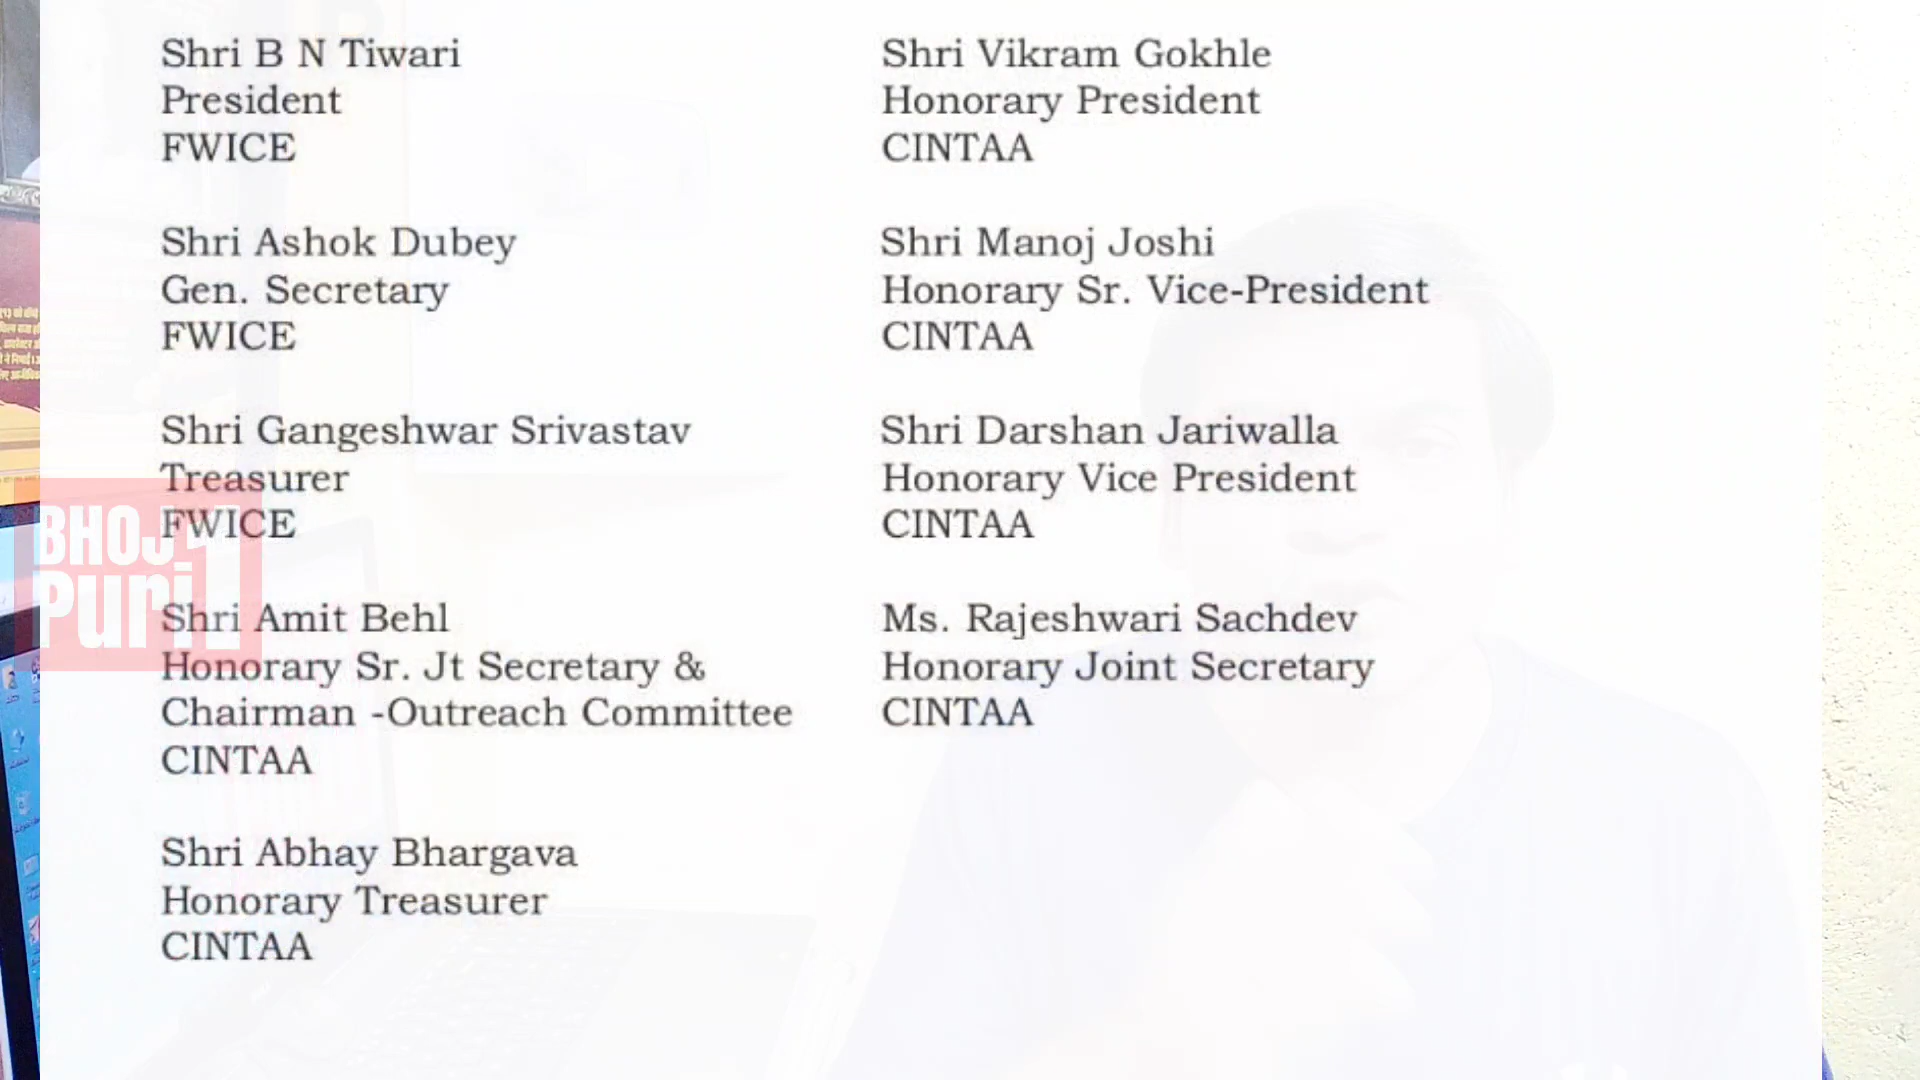 Shri B N Tiwari
President
FWICE
Shri Vikram Gokhle
Honorary President
CINTAA
Shri Ashok Dubey
Gen. Secretary
FWICE
Shri Manoj Joshi
Honorary Sr. Vice-President
CINTAA
Shri Gangeshwar Srivastav
Treasurer
FWICE
Shri Darshan Jariwalla
Honorary Vice President
CINTAA
BHOJ
Puri
1
Shri Amit Behl
Honorary Sr. Jt Secretary &
Chairman -Outreach Committee
CINTAA
Ms. Rajeshwari Sachdev
Honorary Joint Secretary
CINTAA
Shri Abhay Bhargava
Honorary Treasurer
CINTAA